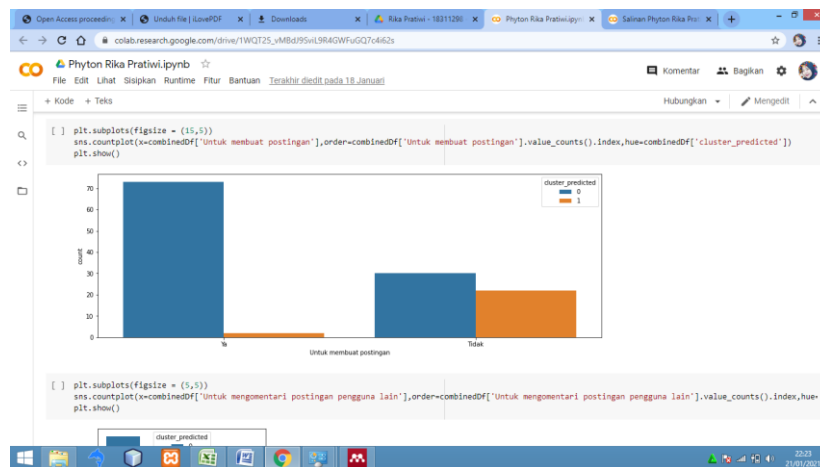 Open Access proceeding
Unduh file | iLovePDF
Downloads
Rika Pratiwi - 18311286
Phyton Rika Pratiwi.ipyn
Salinan Phyton Rika Prat
colab.research.google.com/drive/1WQT25_vMBdJ95viL9R4GWFuGQ7c4i62s
CO
Phyton Rika Pratiwi.ipynb
Komentar
Bagikan
File Edit Lihat Sisipkan Runtime Fitur Bantuan Terakhir diedit pada 18 Januari
+ Kode + Teks
Hubungkan
Mengedit
[ ] plt.subplots(figsize = (15,5))
sns.countplot(x=combinedDf['Untuk membuat postingan'],order=combinedDf['Untuk membuat postingan'].value_counts().index,hue=combinedDf['cluster_predicted'])
plt.show()
cluster_predicted
0
1
70
60
50
40
30
20
10
0
count
Ya
Tidak
Untuk membuat postingan
[ ] plt.subplots(figsize = (5,5))
sns.countplot(x=combinedDf['Untuk mengomentari postingan pengguna lain'],order=combinedDf['Untuk mengomentari postingan pengguna lain'].value_counts().index,hue=
plt.show()
cluster_predicted
22:23
21/01/2021